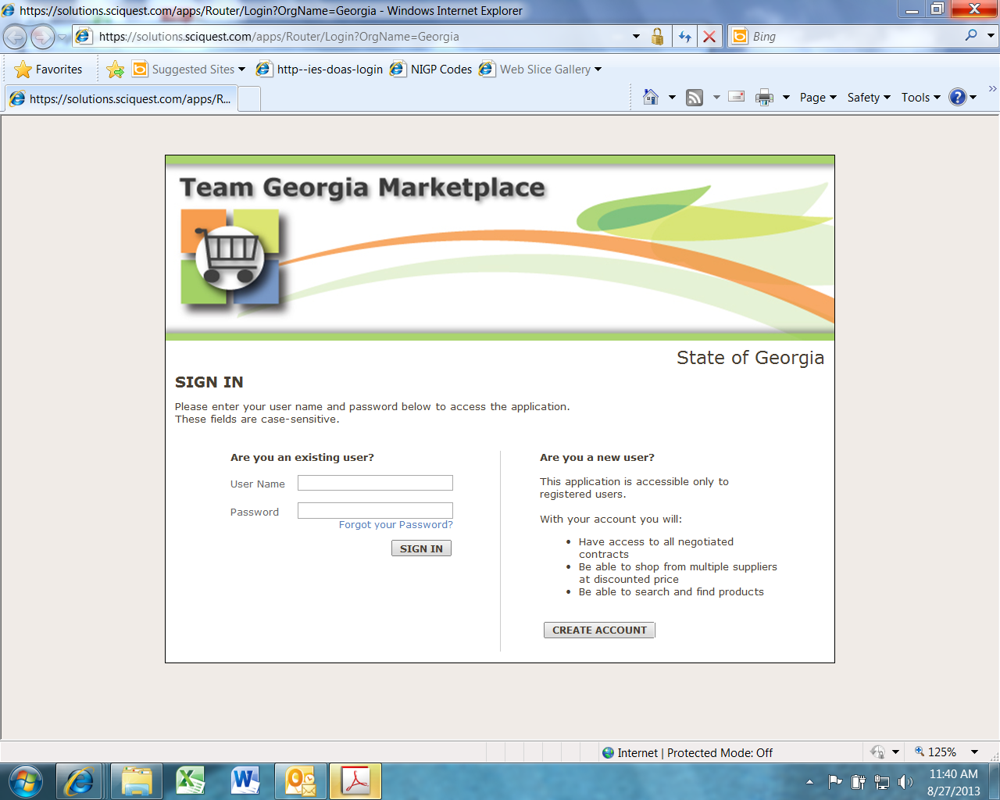 https://solutions.sciquest.com/apps/Router/Login?OrgName=Georgia - Windows Internet Explorer
https://solutions.sciquest.com/apps/Router/Login?OrgName=Georgia
Bing
Favorites
Suggested Sites
http--ies-doas-login
NIGP Codes
Web Slice Gallery
https://solutions.sciquest.com/apps/R...
Page
Safety
Tools
Team Georgia Marketplace
State of Georgia
SIGN IN
Please enter your user name and password below to access the application.
These fields are case-sensitive.
Are you an existing user?
User Name
Password
Forgot your Password?
SIGN IN
Are you a new user?
This application is accessible only to
registered users.
With your account you will:
• Have access to all negotiated
contracts
• Be able to shop from multiple suppliers
at discounted price
• Be able to search and find products
CREATE ACCOUNT
Internet | Protected Mode: Off
125%
11:40 AM
8/27/2013